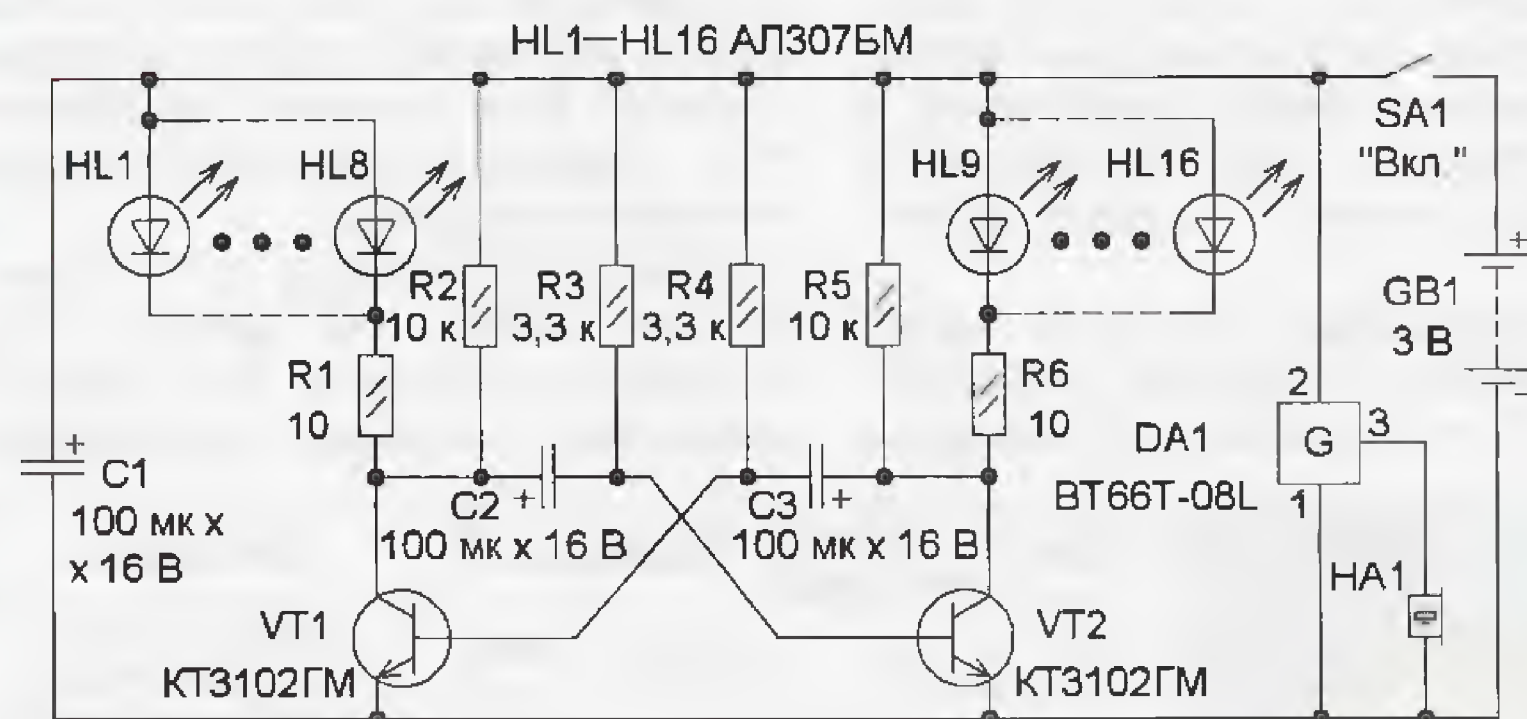 HL1—HL16 АЛ307БМ
SA1
"Вкл."
HL1
HL8
HL9
HL16
R2
10 к
R3
3,3 к
R4
3,3 к
R5
10 к
GB1
3 В
+
−
R1
10
R6
10
2
G
3
1
DA1
BT66T-08L
+
C1
100 мк х
х 16 В
C2
+
100 мк х 16 В
C3
+
100 мк х 16 В
HA1
VT1
КТ3102ГМ
VT2
КТ3102ГМ